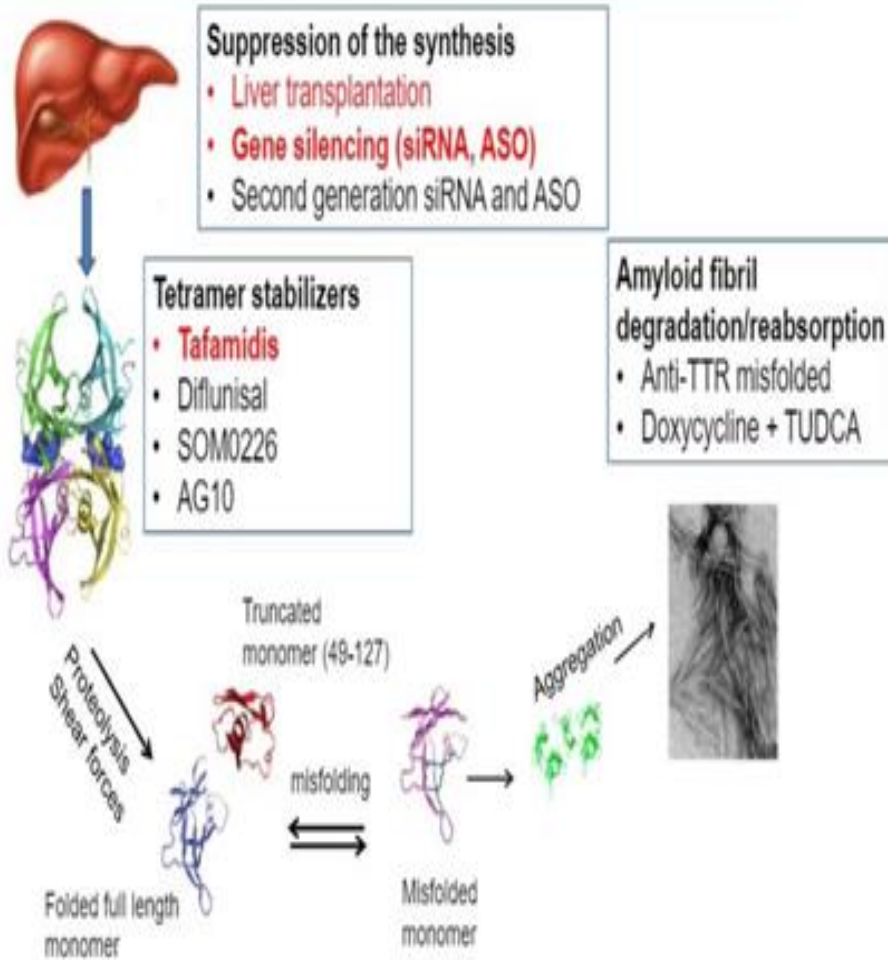 Suppression of the synthesis
• Liver transplantation
• Gene silencing (siRNA, ASO)
• Second generation siRNA and ASO
Tetramer stabilizers
• Tafamidis
• Diflunisal
• SOM0226
• AG10
Amyloid fibril
degradation/reabsorption
• Anti-TTR misfolded
• Doxycycline + TUDCA
Proteolysis
Shear forces
Truncated
monomer (49-127)
Folded full length
monomer
misfolding
Misfolded
monomer
Aggregation